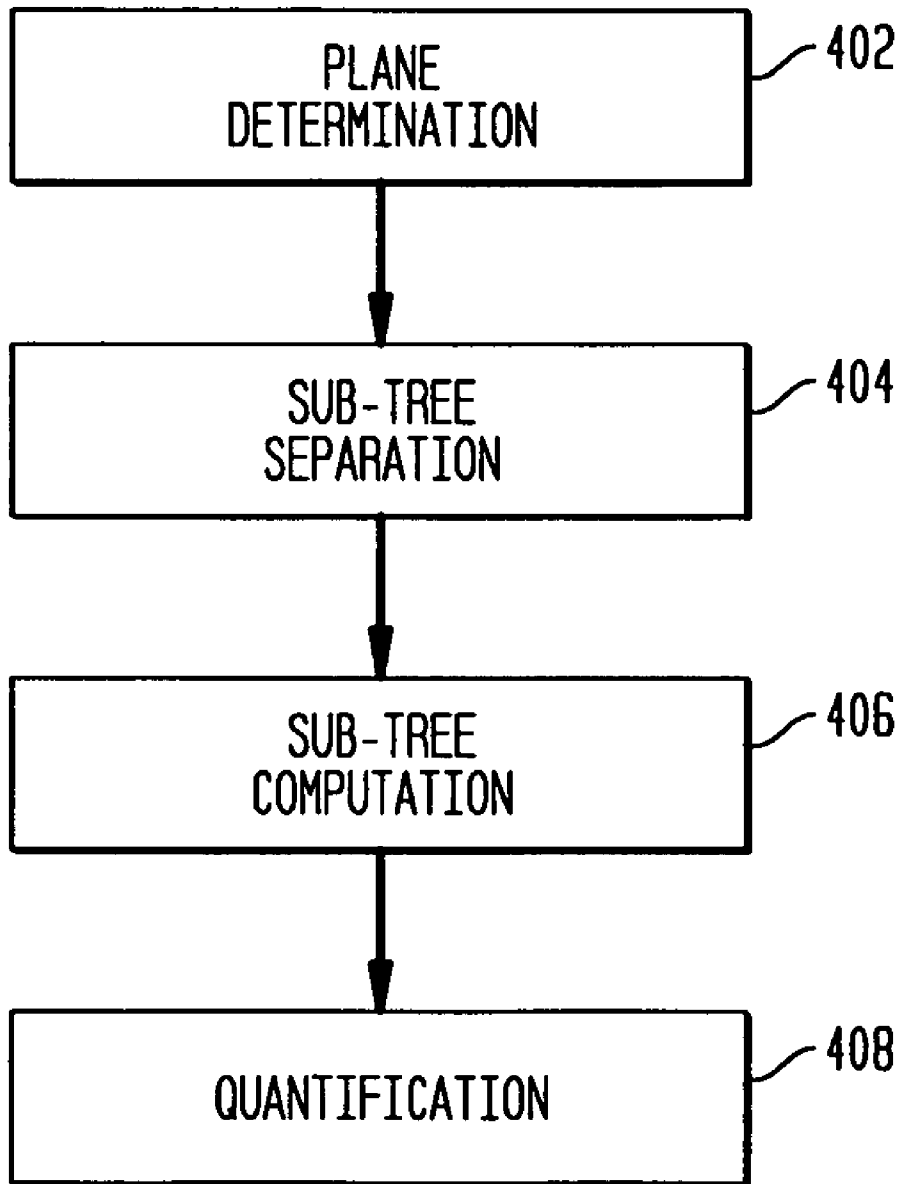 PLANE
DETERMINATION
402
SUB-TREE
SEPARATION
404
SUB-TREE
COMPUTATION
406
QUANTIFICATION
408